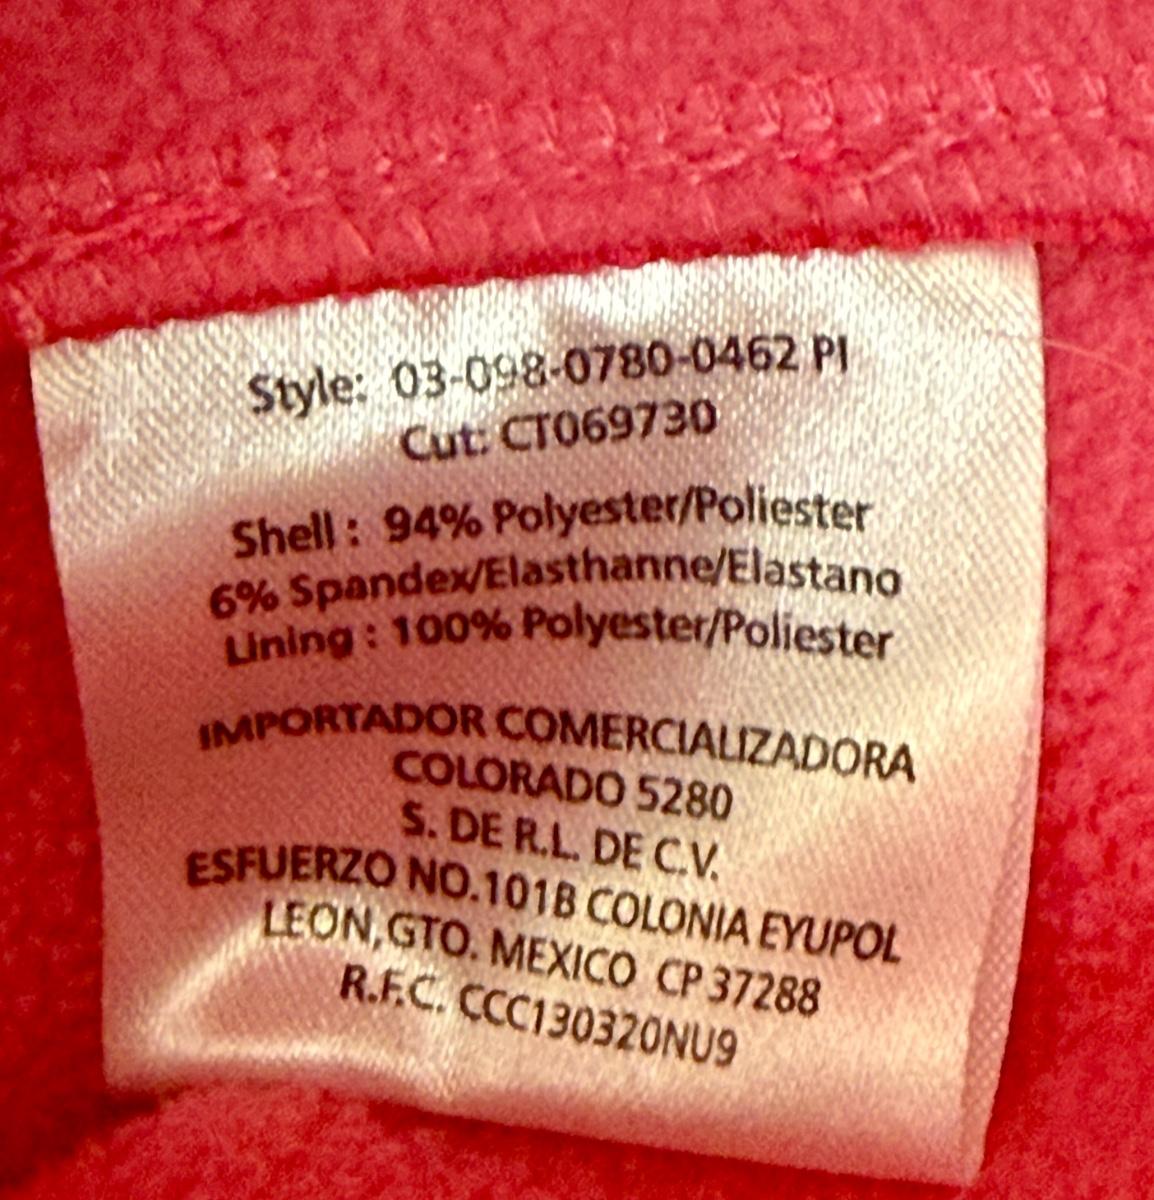 Style: 03-098-0780-0462 PI
Cut: CT069730
Shell : 94% Polyester/Poliester
6% Spandex/Elasthanne/Elastano
Lining : 100% Polyester/Poliester
IMPORTADOR COMERCIALIZADORA
COLORADO 5280
S. DE R.L. DE C.V.
ESFUERZO NO.101B COLONIA EYUPOL
LEON,GTO. MEXICO CP 37288
R.F.C. CCC130320NU9